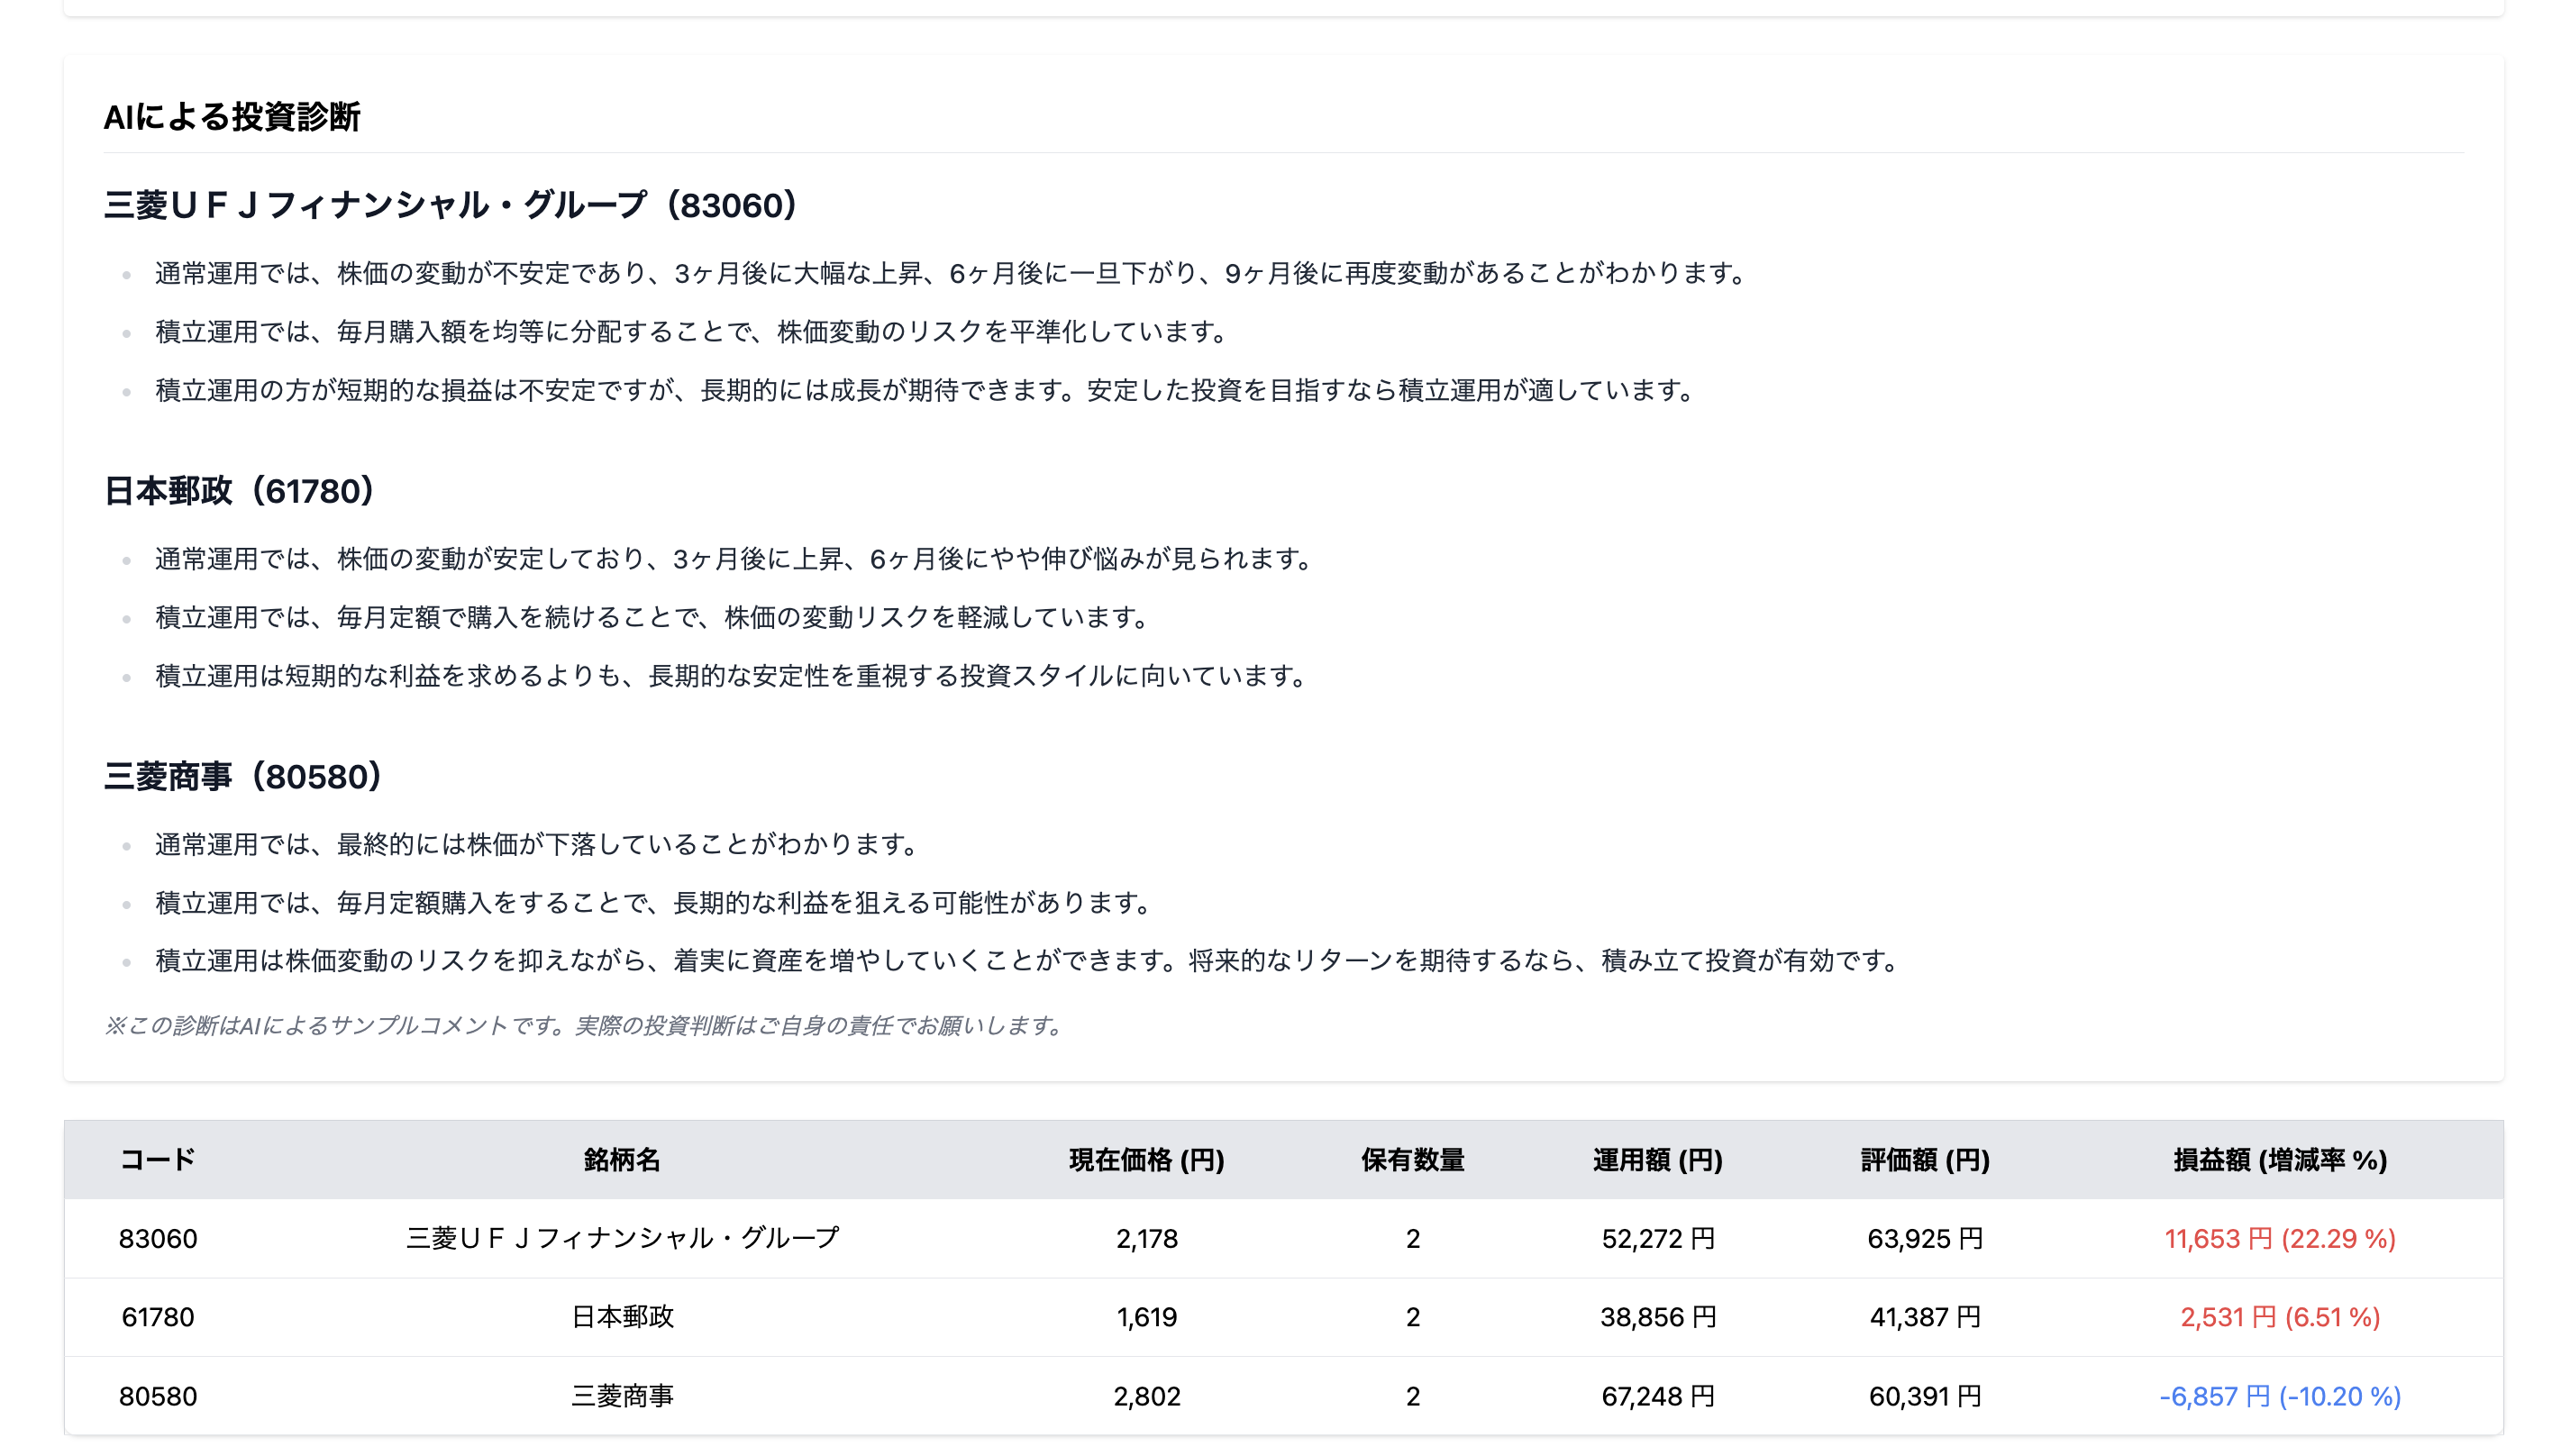 AIによる投資診断
三菱ＵＦＪフィナンシャル・グループ（83060）
通常運用では、株価の変動が不安定であり、3ヶ月後に大幅な上昇、6ヶ月後に一旦下がり、9ヶ月後に再度変動があることがわかります。
積立運用では、毎月購入額を均等に分配することで、株価変動のリスクを平準化しています。
積立運用の方が短期的な損益は不安定ですが、長期的には成長が期待できます。安定した投資を目指すなら積立運用が適しています。
日本郵政（61780）
通常運用では、株価の変動が安定しており、3ヶ月後に上昇、6ヶ月後にやや伸び悩みが見られます。
積立運用では、毎月定額で購入を続けることで、株価の変動リスクを軽減しています。
積立運用は短期的な利益を求めるよりも、長期的な安定性を重視する投資スタイルに向いています。
三菱商事（80580）
通常運用では、最終的には株価が下落していることがわかります。
積立運用では、毎月定額購入をすることで、長期的な利益を狙える可能性があります。
積立運用は株価変動のリスクを抑えながら、着実に資産を増やしていくことができます。将来的なリターンを期待するなら、積み立て投資が有効です。
※この診断はAIによるサンプルコメントです。実際の投資判断はご自身の責任でお願いします。
コード 銘柄名 現在価格 (円) 保有数量 運用額 (円) 評価額 (円) 損益額 (増減率 %)
83060 三菱ＵＦＪフィナンシャル・グループ 2,178 2 52,272 円 63,925 円 11,653 円 (22.29 %)
61780 日本郵政 1,619 2 38,856 円 41,387 円 2,531 円 (6.51 %)
80580 三菱商事 2,802 2 67,248 円 60,391 円 -6,857 円 (-10.20 %)